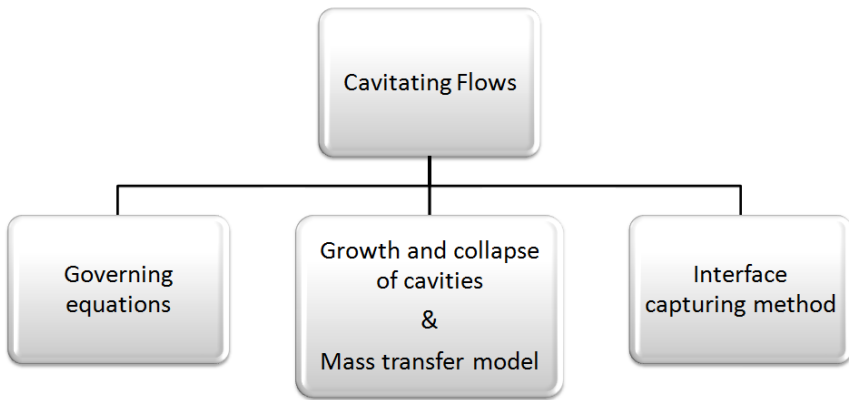 Cavitating Flows
Governing
equations
Growth and collapse
of cavities
&
Mass transfer model
Interface
capturing method